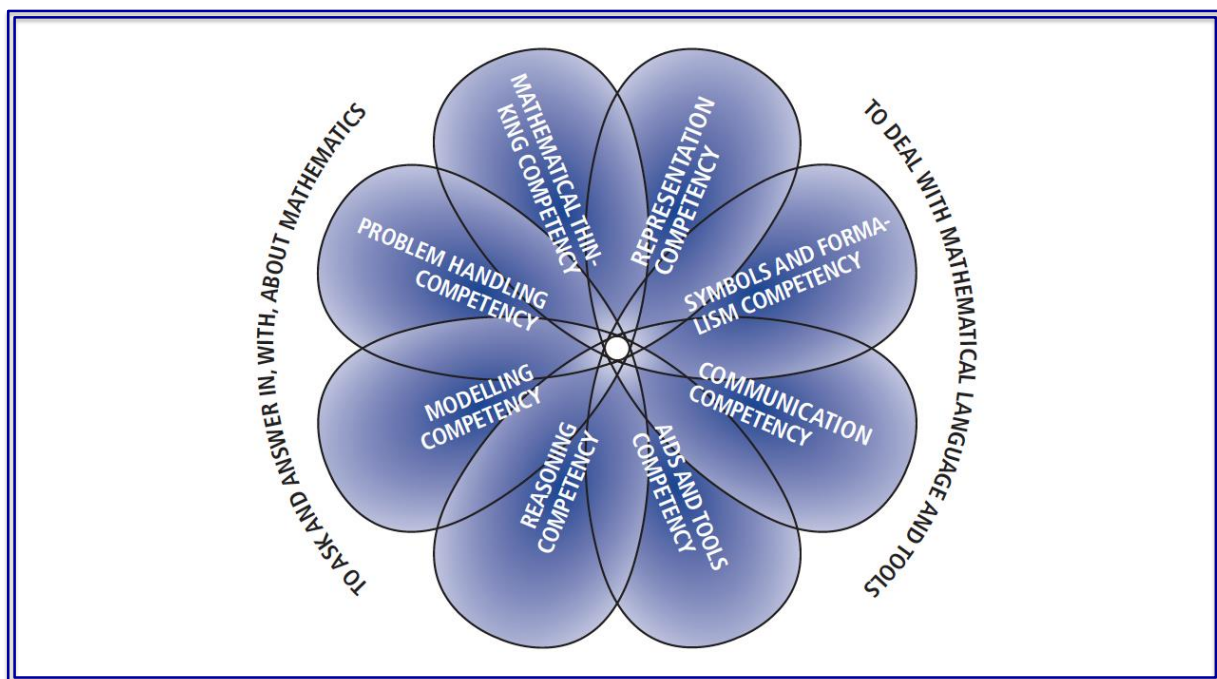 TO ASK AND ANSWER IN, WITH, ABOUT MATHEMATICS
MATHEMATICAL THIN-
KING COMPETENCY
PROBLEM HANDLING
COMPETENCY
MODELLING
COMPETENCY
REASONING
COMPETENCY
REPRESENTATION
COMPETENCY
SYMBOLS AND FORMA-
LISM COMPETENCY
COMMUNICATION
COMPETENCY
AIDS AND TOOLS
COMPETENCY
TO DEAL WITH MATHEMATICAL LANGUAGE AND TOOLS